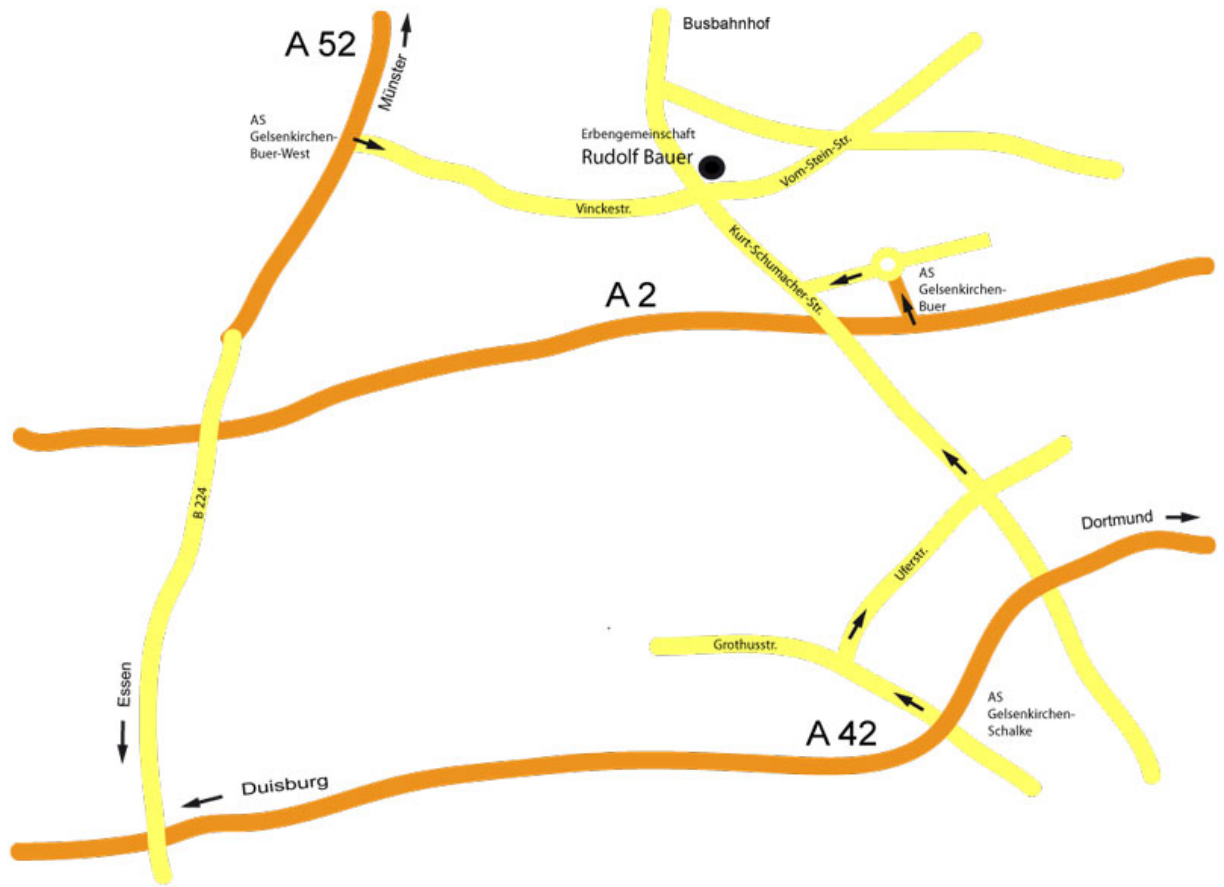 Busbahnhof
A 52
Münster
AS
Gelsenkirchen-
Buer-West
Erbengemeinschaft
Rudolf Bauer
Vom-Stein-Str.
Vinckestr.
Kurt-Schumacher-Str.
AS
Gelsenkirchen-
Buer
A 2
B 224
Dortmund
Uferstr.
Grothusstr.
Essen
AS
Gelsenkirchen-
Schalke
A 42
Duisburg